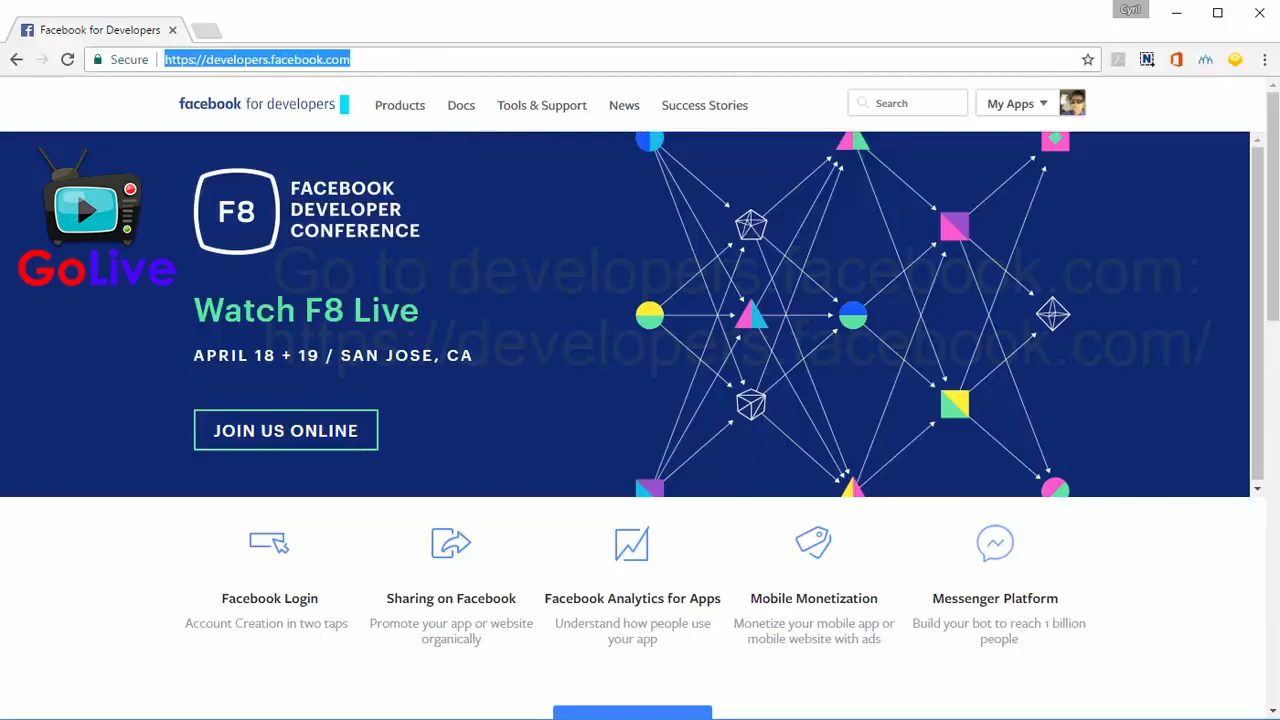 Cyril
Facebook for Developers
Secure
https://developers.facebook.com
facebook for developers
Products
Docs
Tools & Support
News
Success Stories
Search
My Apps
F8
FACEBOOK
DEVELOPER
CONFERENCE
GoLive
Go to developers.facebook.com:
https://developers.facebook.com/
Watch F8 Live
APRIL 18 + 19 / SAN JOSE, CA
JOIN US ONLINE
Facebook Login
Account Creation in two taps
Sharing on Facebook
Promote your app or website
organically
Facebook Analytics for Apps
Understand how people use
your app
Mobile Monetization
Monetize your mobile app or
mobile website with ads
Messenger Platform
Build your bot to reach 1 billion
people